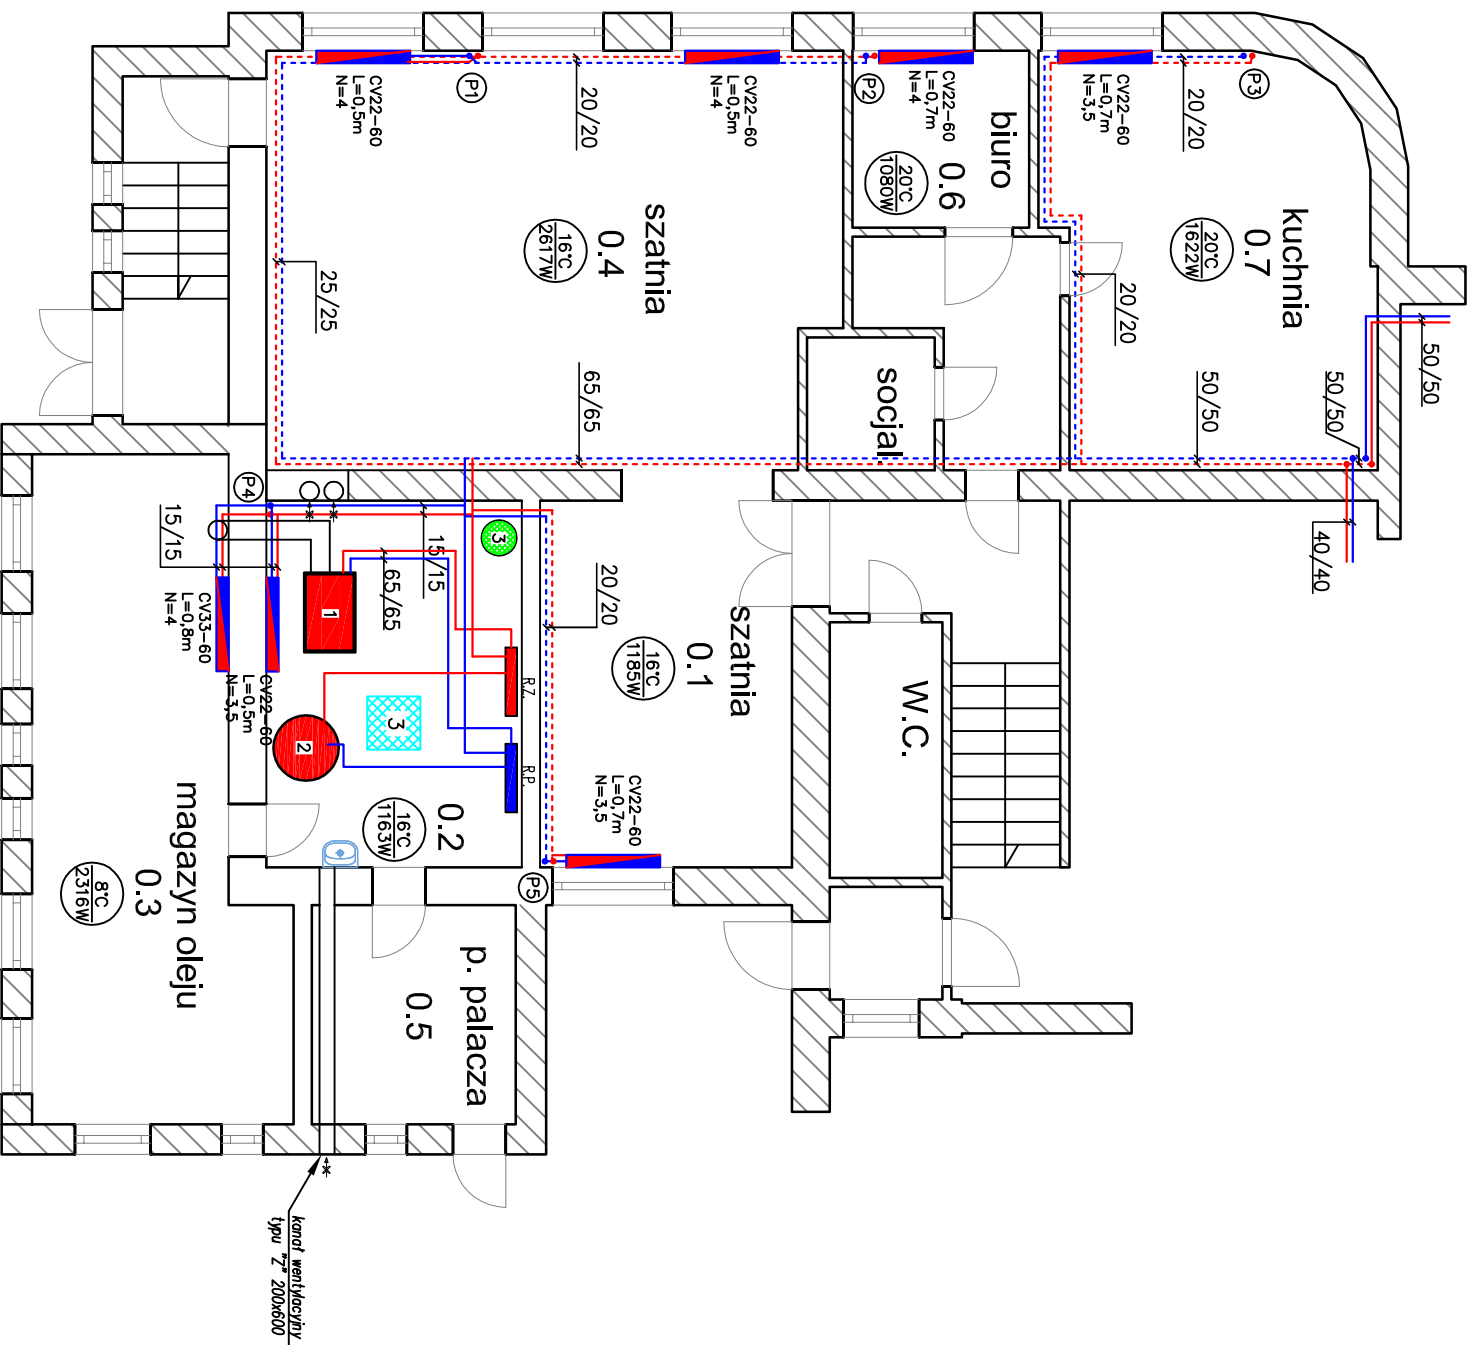 CV22-60
L=0,5m
N=4
P1
20/20
CV22-60
L=0,5m
N=4
P2
CV22-60
L=0,7m
N=4
biuro
0.6
20°C
1080W
CV22-60
L=0,7m
N=3,5
20/20
P3
kuchnia
0.7
20°C
1622W
szatnia
0.4
16°C
2617W
25/25
20/20
65/65
socjal.
50/50
50/50
50/50
40/40
P4
15/15
15/15
65/65
1
3
20/20
szatnia
0.1
16°C
1185W
W.C.
CV33-60
L=0,8m
N=4
CV22-60
L=0,5m
N=3,5
2
3
R.Z.
R.P.
CV22-60
L=0,7m
N=3,5
0.2
16°C
1163W
P5
magazyn oleju
0.3
8°C
2316W
p. palacza
0.5
kanał wentylacyjny
typu "Z" 200x600